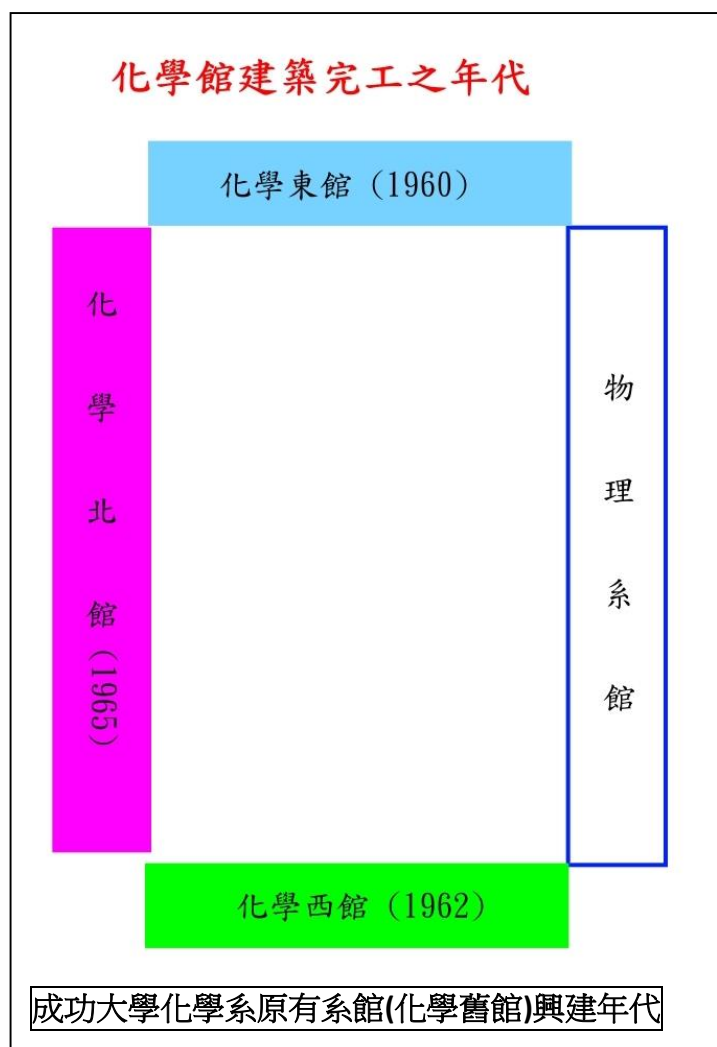 化學館建築完工之年代
化學東館（1960）
化學北館（1965）
物理系館
化學西館（1962）
成功大學化學系原有系館(化學舊館)興建年代